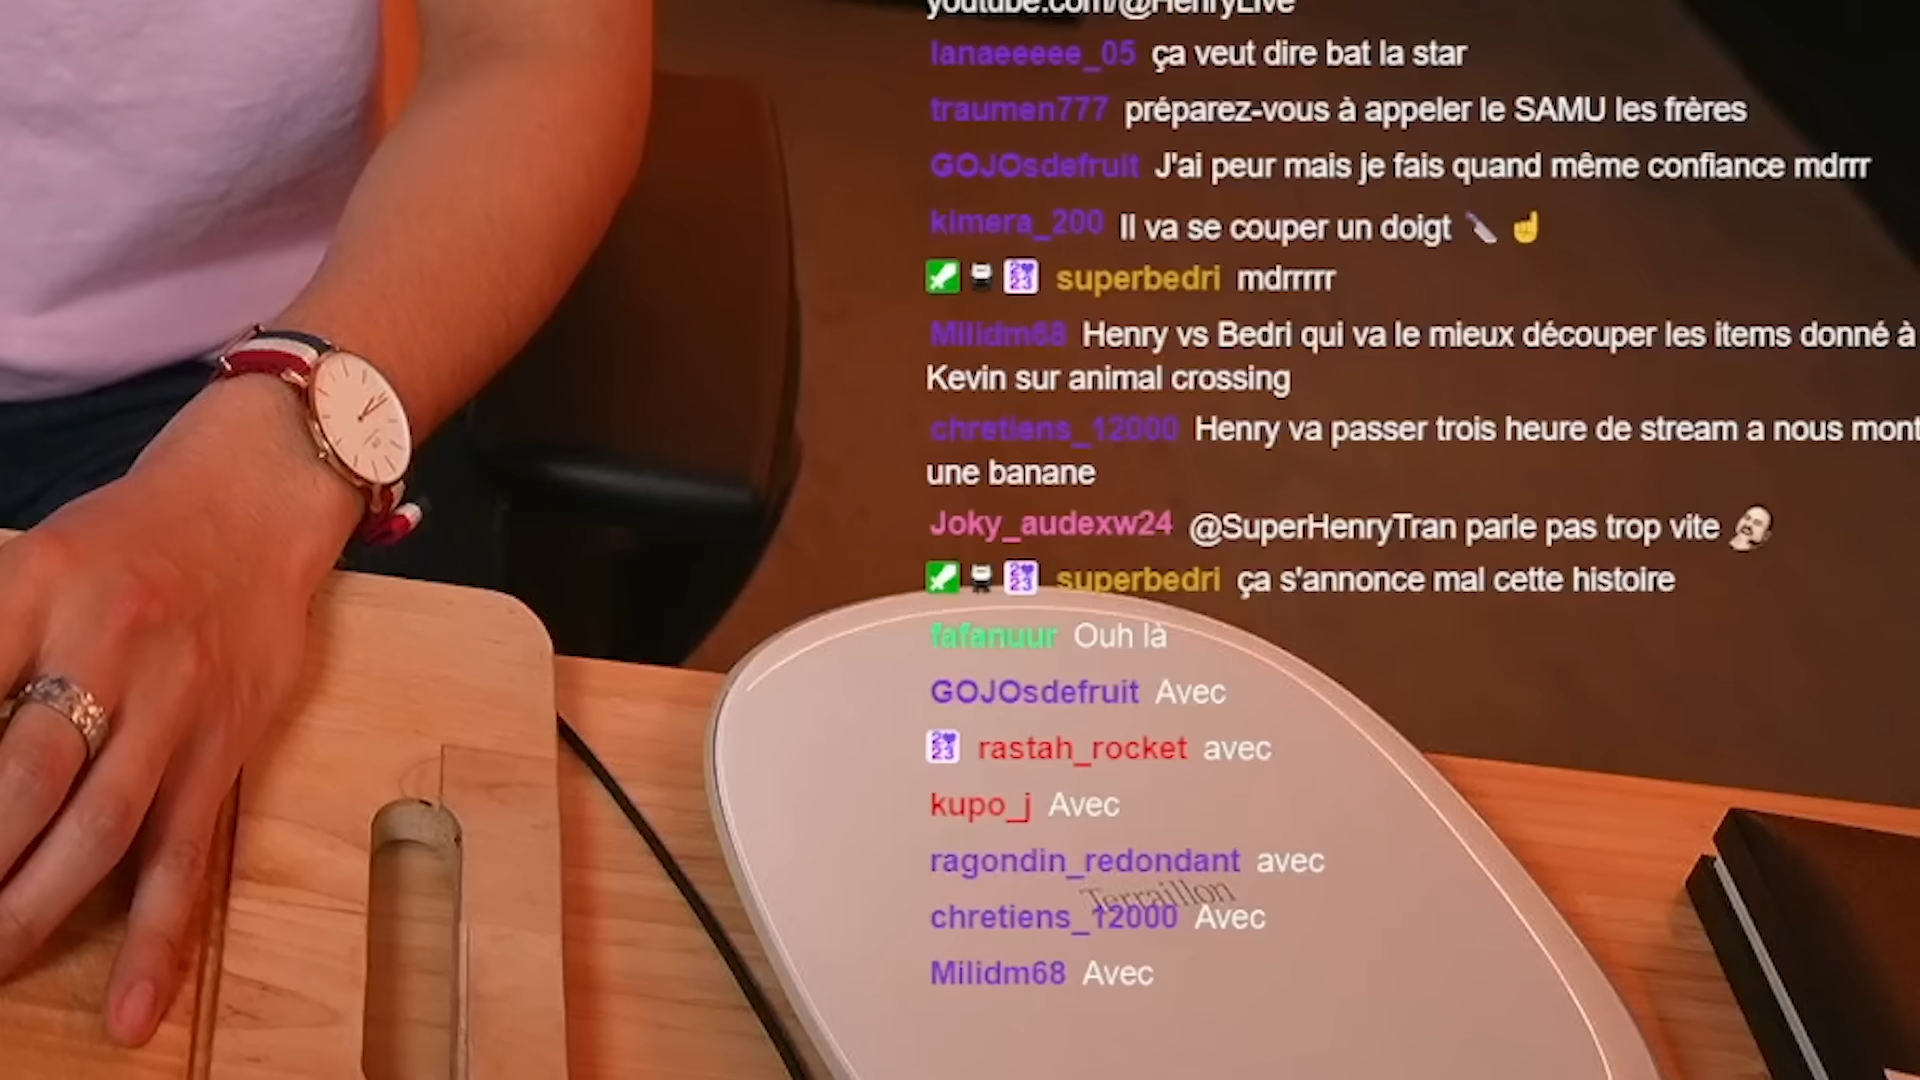 youtube.com/@HenryLive
lanaeeeee_05 ça veut dire bat la star
traumen777 préparez-vous à appeler le SAMU les frères
GOJOsdefruit J'ai peur mais je fais quand même confiance mdrrr
kimera_200 Il va se couper un doigt 🔪 ☝
superbedri mdrrrrr
Milidm68 Henry vs Bedri qui va le mieux découper les items donné à
Kevin sur animal crossing
chretiens_12000 Henry va passer trois heure de stream a nous mont
une banane
Joky_audexw24 @SuperHenryTran parle pas trop vite
superbedri ça s'annonce mal cette histoire
fafanuur Ouh là
GOJOsdefruit Avec
rastah_rocket avec
kupo_j Avec
ragondin_redondant avec
Terraillon
chretiens_12000 Avec
Milidm68 Avec